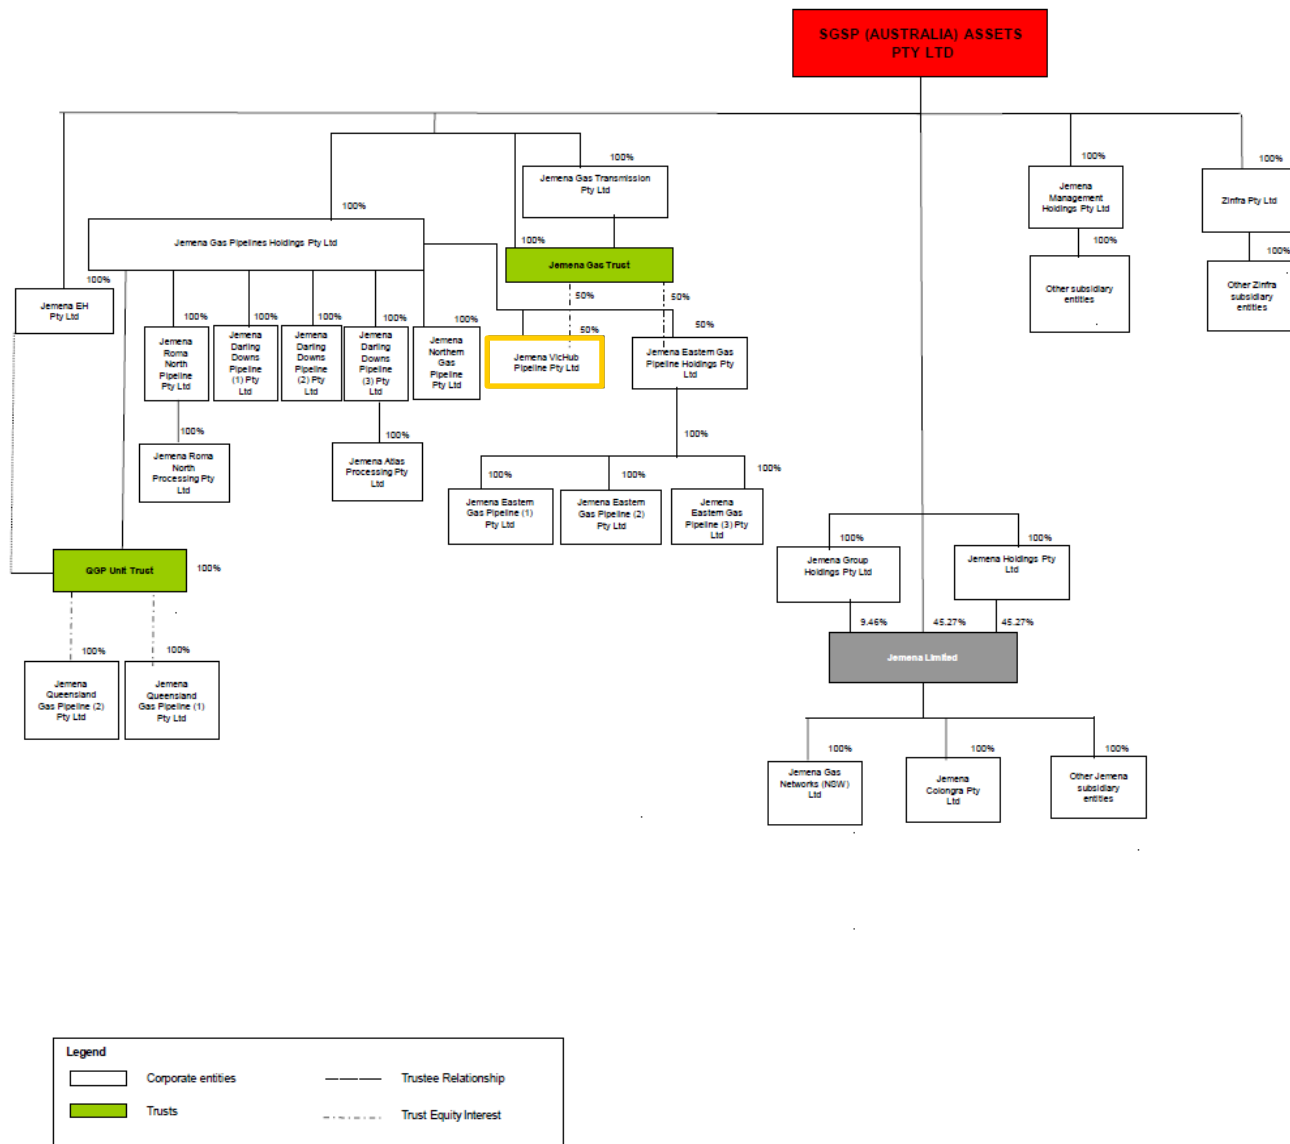 SGSP (AUSTRALIA) ASSETS
PTY LTD
100%
Jemena Gas Transmission
Pty Ltd
100%
Jemena
Management
Holdings Pty Ltd
100%
Zinfra Pty Ltd
100%
Jemena Gas Pipelines Holdings Pty Ltd
100%
Jemena Gas Trust
100%
Other subsidiary
entities
100%
Other Zinfra
subsidiary
entities
100%
Jemena EH
Pty Ltd
50%
50%
100%
Jemena
Roma
North
Pipeline
Pty Ltd
100%
Jemena
Darling
Downs
Pipeline
(1) Pty
Ltd
100%
Jemena
Darling
Downs
Pipeline
(2) Pty
Ltd
100%
Jemena
Darling
Downs
Pipeline
(3) Pty
Ltd
100%
Jemena
Northern
Gas
Pipeline
Pty Ltd
50%
Jemena VicHub
Pipeline Pty Ltd
50%
Jemena Eastern Gas
Pipeline Holdings Pty
Ltd
100%
Jemena Roma
North
Processing Pty
Ltd
100%
Jemena Atlas
Processing Pty
Ltd
100%
100%
Jemena Eastern
Gas Pipeline (1)
Pty Ltd
100%
Jemena Eastern
Gas Pipeline (2)
Pty Ltd
100%
Jemena
Eastern Gas
Pipeline (3) Pty
Ltd
QGP Unit Trust
100%
100%
Jemena Group
Holdings Pty Ltd
100%
Jemena Holdings Pty
Ltd
9.46%
45.27%
45.27%
Jemena Limited
100%
Jemena
Queensland
Gas Pipeline (2)
Pty Ltd
100%
Jemena
Queensland
Gas Pipeline (1)
Pty Ltd
100%
Jemena Gas
Networks (NSW)
Ltd
100%
Jemena
Colongra Pty
Ltd
100%
Other Jemena
subsidiary
entities
Legend
Corporate entities
Trustee Relationship
Trusts
Trust Equity Interest